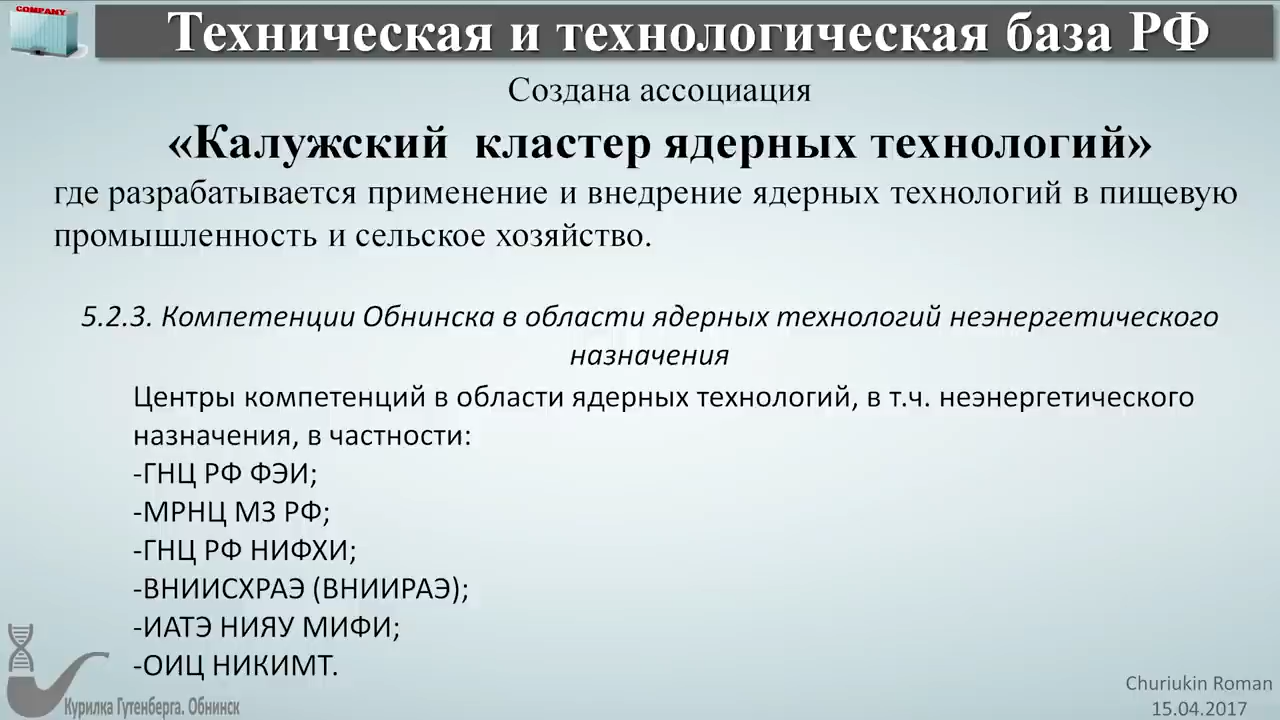 COMPANY
Техническая и технологическая база РФ
Создана ассоциация
«Калужский кластер ядерных технологий»
где разрабатывается применение и внедрение ядерных технологий в пищевую
промышленность и сельское хозяйство.
5.2.3. Компетенции Обнинска в области ядерных технологий неэнергетического
назначения
Центры компетенций в области ядерных технологий, в т.ч. неэнергетического
назначения, в частности:
-ГНЦ РФ ФЭИ;
-МРНЦ МЗ РФ;
-ГНЦ РФ НИФХИ;
-ВНИИСХРАЭ (ВНИИРАЭ);
-ИАТЭ НИЯУ МИФИ;
-ОИЦ НИКИМТ.
Курилка Гутенберга. Обнинск
Churiukin Roman
15.04.2017